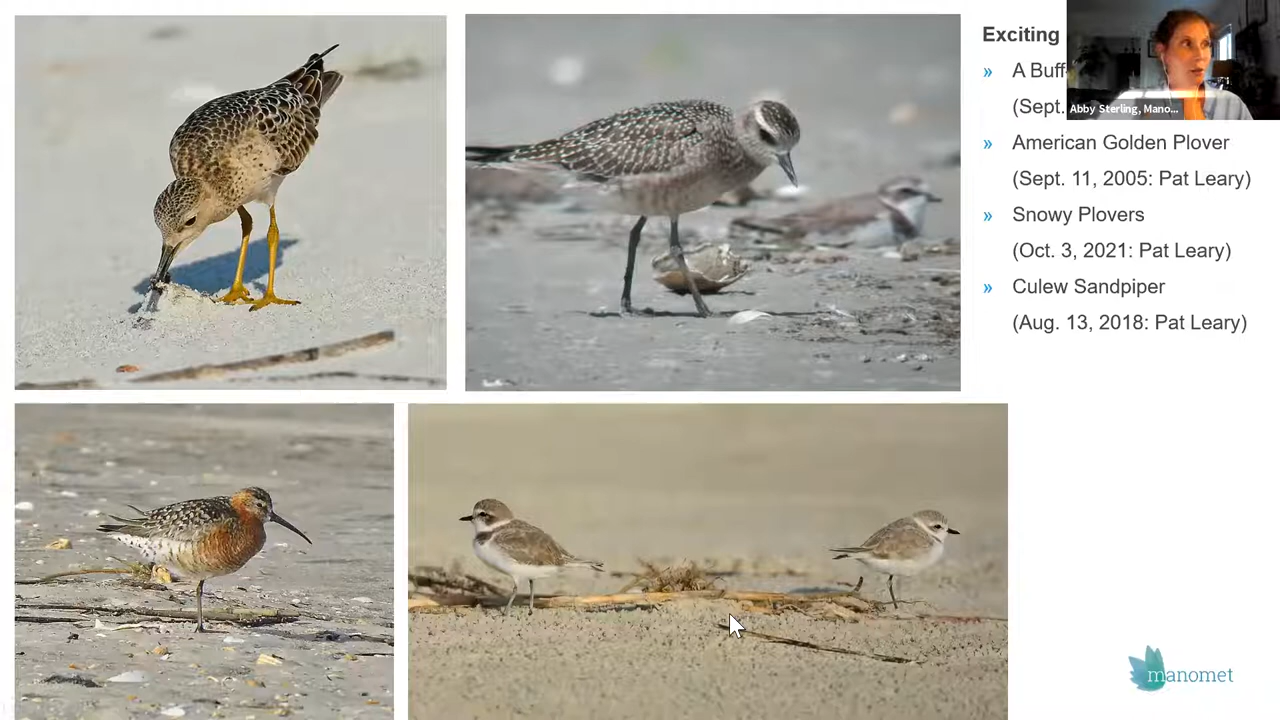 Exciting
A Buff
(Sept.
American Golden Plover
(Sept. 11, 2005: Pat Leary)
Snowy Plovers
(Oct. 3, 2021: Pat Leary)
Culew Sandpiper
(Aug. 13, 2018: Pat Leary)
Abby Sterling, Mano...
manomet